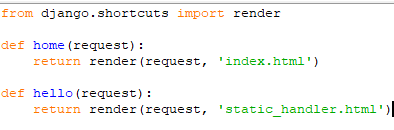 from django.shortcuts import render
def home(request):
    return render(request, 'index.html')
def hello(request):
    return render(request, 'static_handler.html')